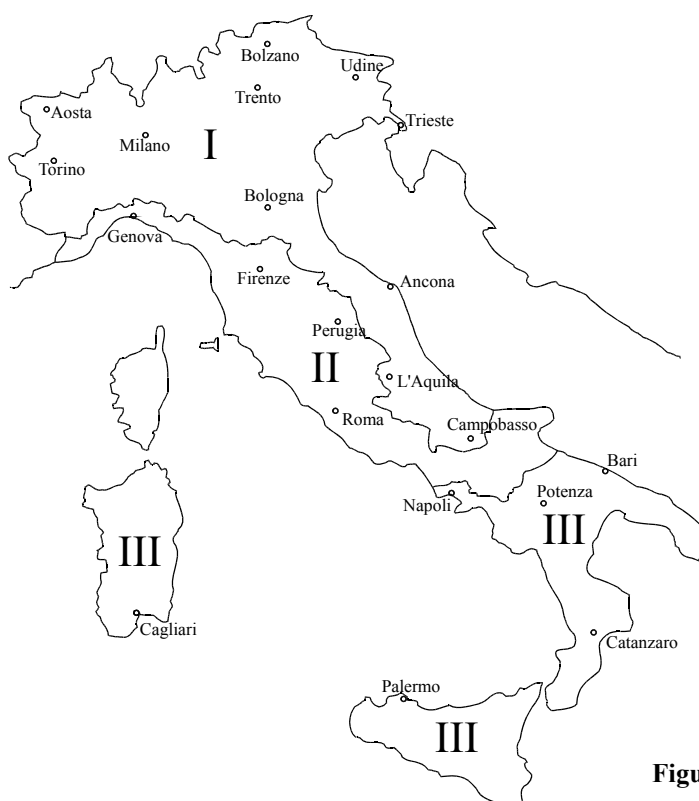 Bolzano
Udine
Trento
Aosta
Trieste
Milano
I
Torino
Bologna
Genova
Firenze
Ancona
Perugia
II
L'Aquila
Roma
Campobasso
Bari
Napoli
Potenza
III
III
Cagliari
Catanzaro
Palermo
III
Figu